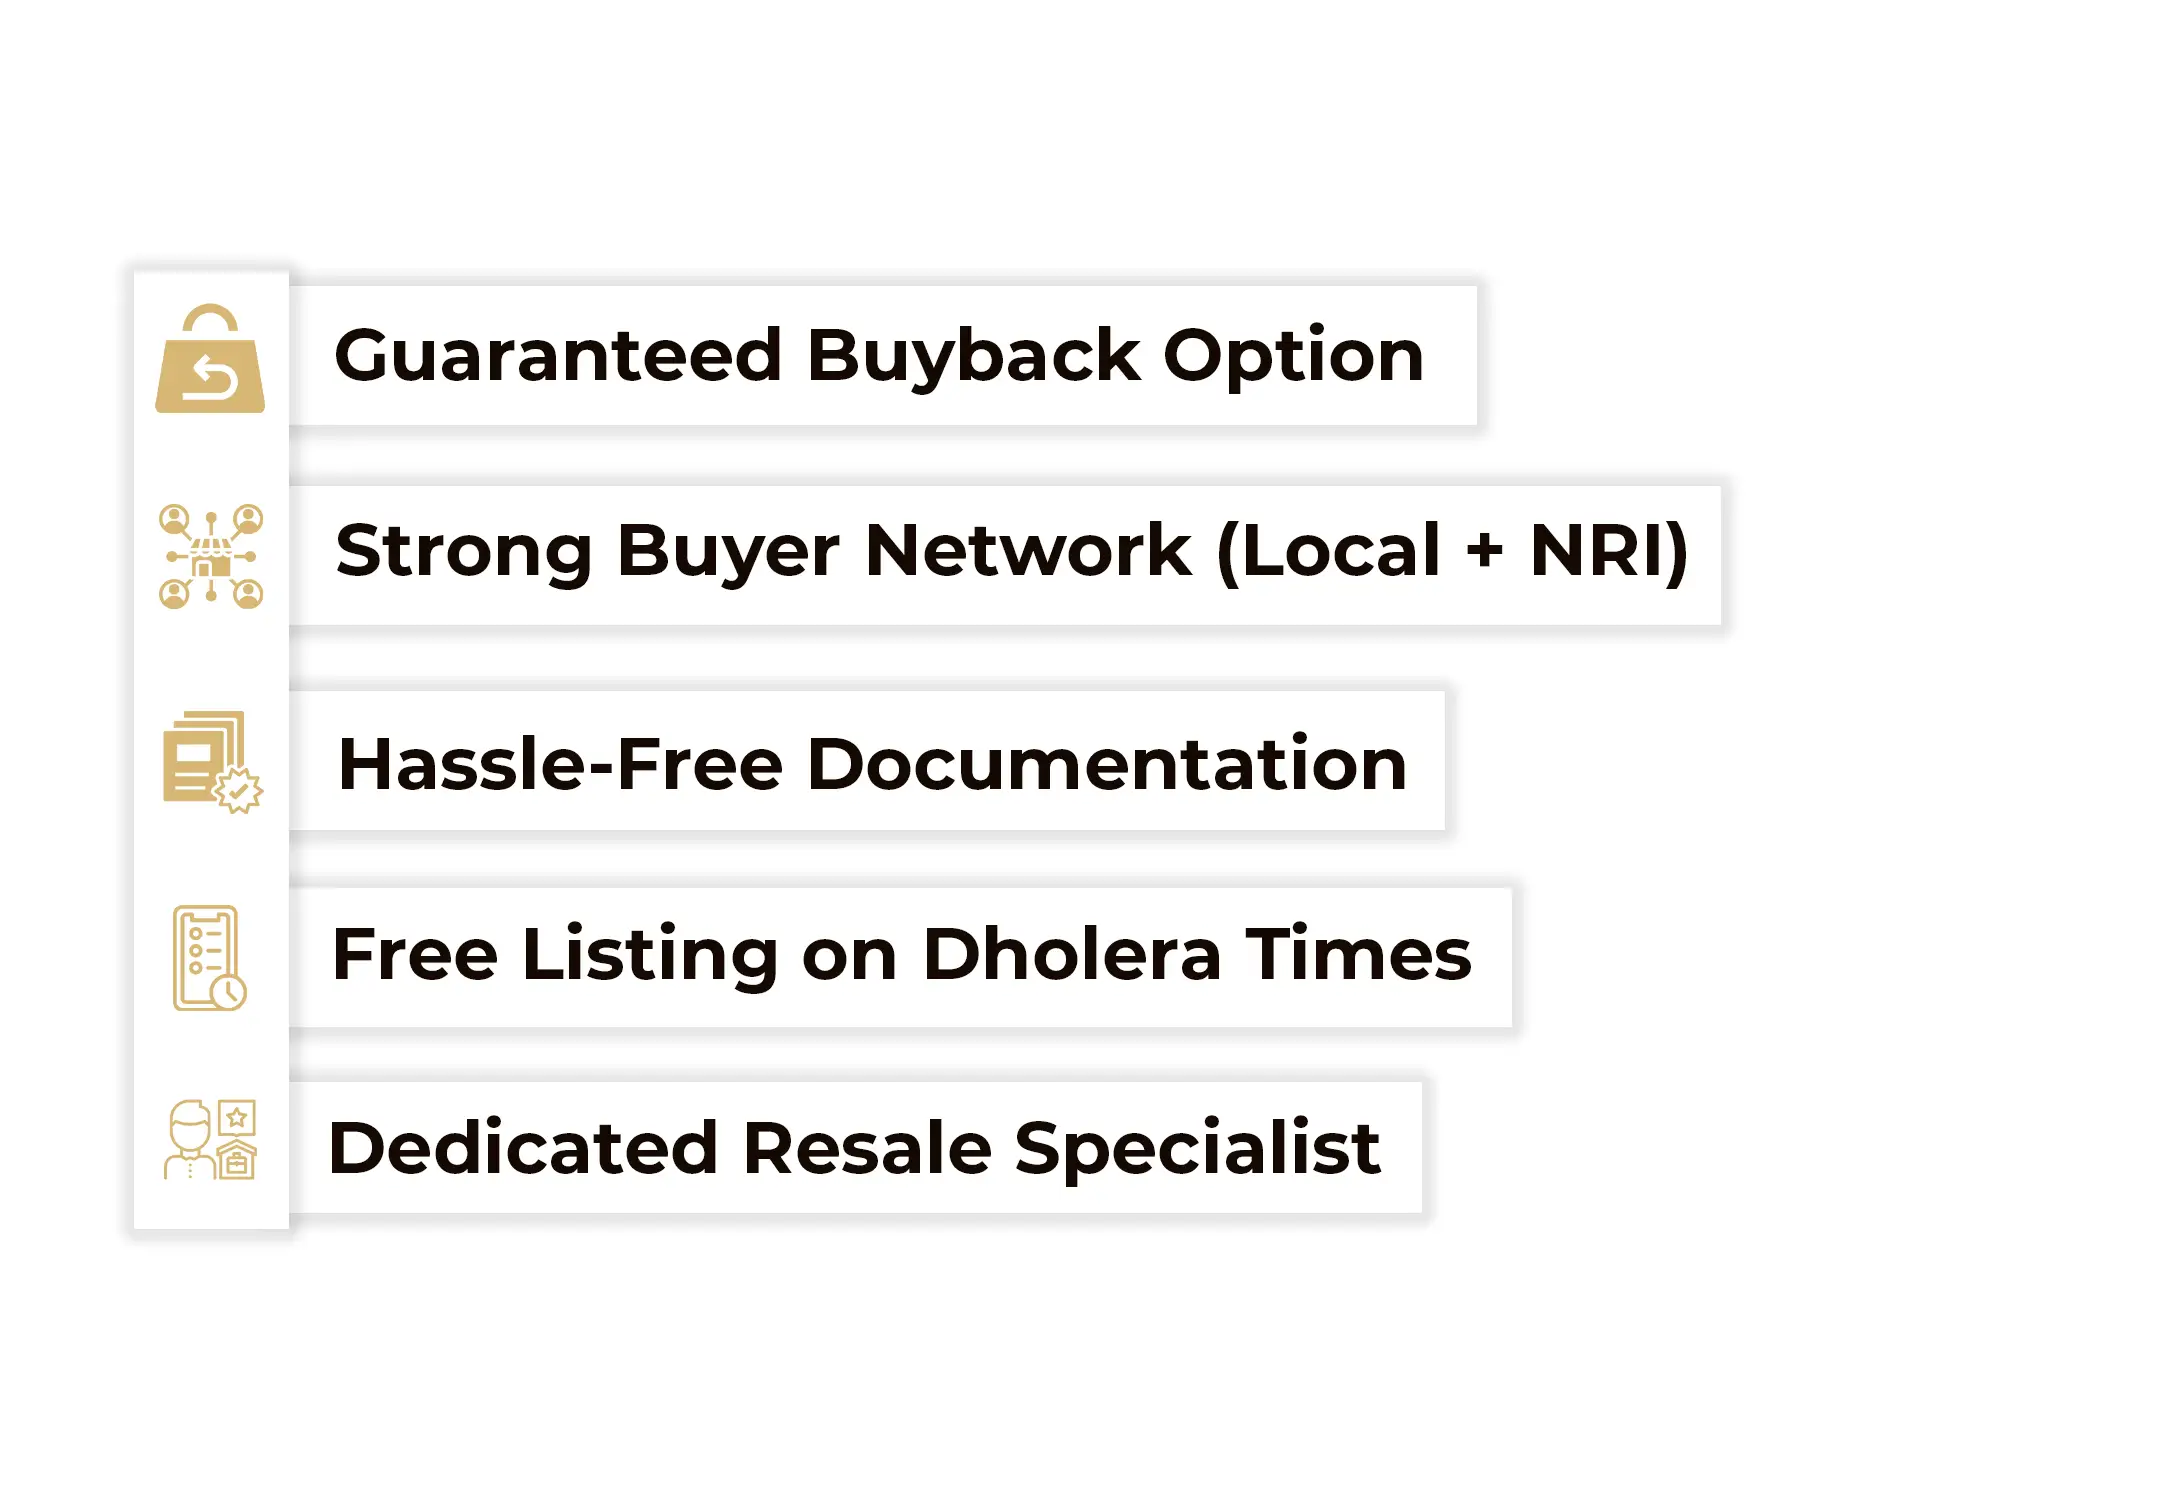 Guaranteed Buyback Option
Strong Buyer Network (Local + NRI)
Hassle-Free Documentation
Free Listing on Dholera Times
Dedicated Resale Specialist